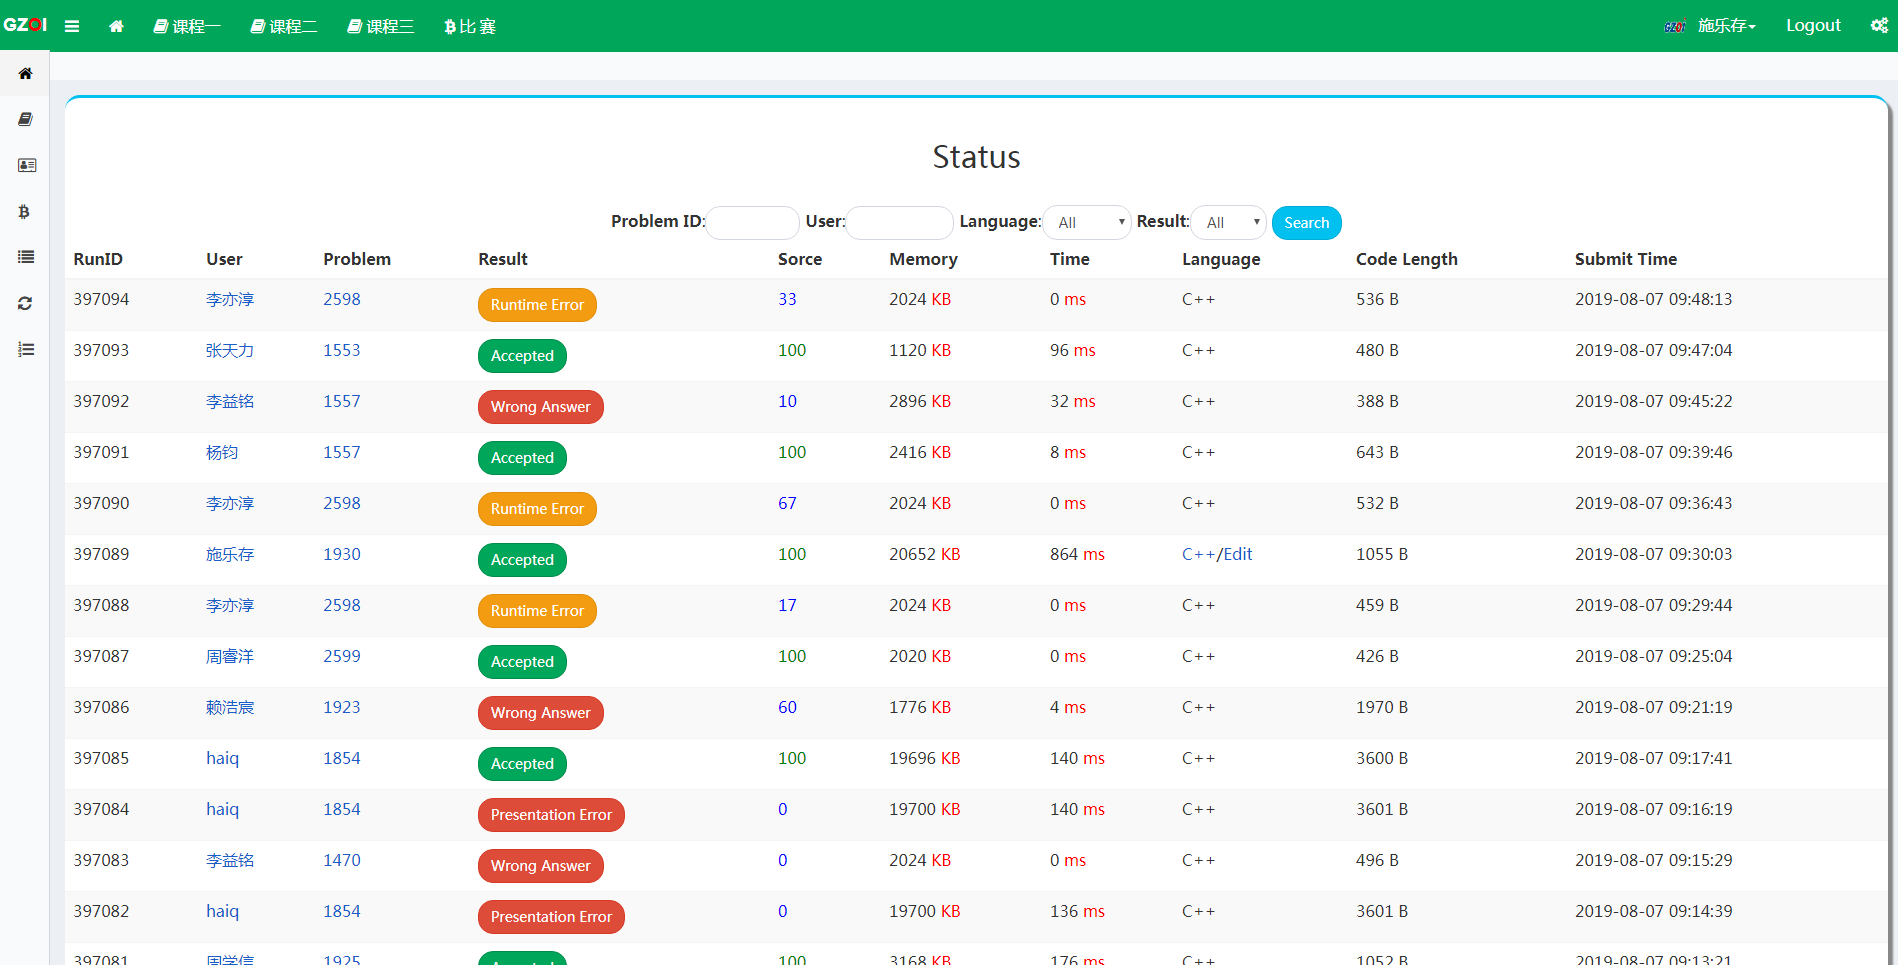 GZOI 课程一 课程二 课程三 比 赛 GZOI 施乐存 Logout
Status
Problem ID: User: Language: All Result: All Search
RunID User Problem Result Sorce Memory Time Language Code Length Submit Time
397094 李亦淳 2598 Runtime Error 33 2024 KB 0 ms C++ 536 B 2019-08-07 09:48:13
397093 张天力 1553 Accepted 100 1120 KB 96 ms C++ 480 B 2019-08-07 09:47:04
397092 李益铭 1557 Wrong Answer 10 2896 KB 32 ms C++ 388 B 2019-08-07 09:45:22
397091 杨钧 1557 Accepted 100 2416 KB 8 ms C++ 643 B 2019-08-07 09:39:46
397090 李亦淳 2598 Runtime Error 67 2024 KB 0 ms C++ 532 B 2019-08-07 09:36:43
397089 施乐存 1930 Accepted 100 20652 KB 864 ms C++/Edit 1055 B 2019-08-07 09:30:03
397088 李亦淳 2598 Runtime Error 17 2024 KB 0 ms C++ 459 B 2019-08-07 09:29:44
397087 周睿洋 2599 Accepted 100 2020 KB 0 ms C++ 426 B 2019-08-07 09:25:04
397086 赖浩宸 1923 Wrong Answer 60 1776 KB 4 ms C++ 1970 B 2019-08-07 09:21:19
397085 haiq 1854 Accepted 100 19696 KB 140 ms C++ 3600 B 2019-08-07 09:17:41
397084 haiq 1854 Presentation Error 0 19700 KB 140 ms C++ 3601 B 2019-08-07 09:16:19
397083 李益铭 1470 Wrong Answer 0 2024 KB 0 ms C++ 496 B 2019-08-07 09:15:29
397082 haiq 1854 Presentation Error 0 19700 KB 136 ms C++ 3601 B 2019-08-07 09:14:39
397081 周学信 1925 Accepted 100 3168 KB 176 ms C++ 1052 B 2019-08-07 09:13:21